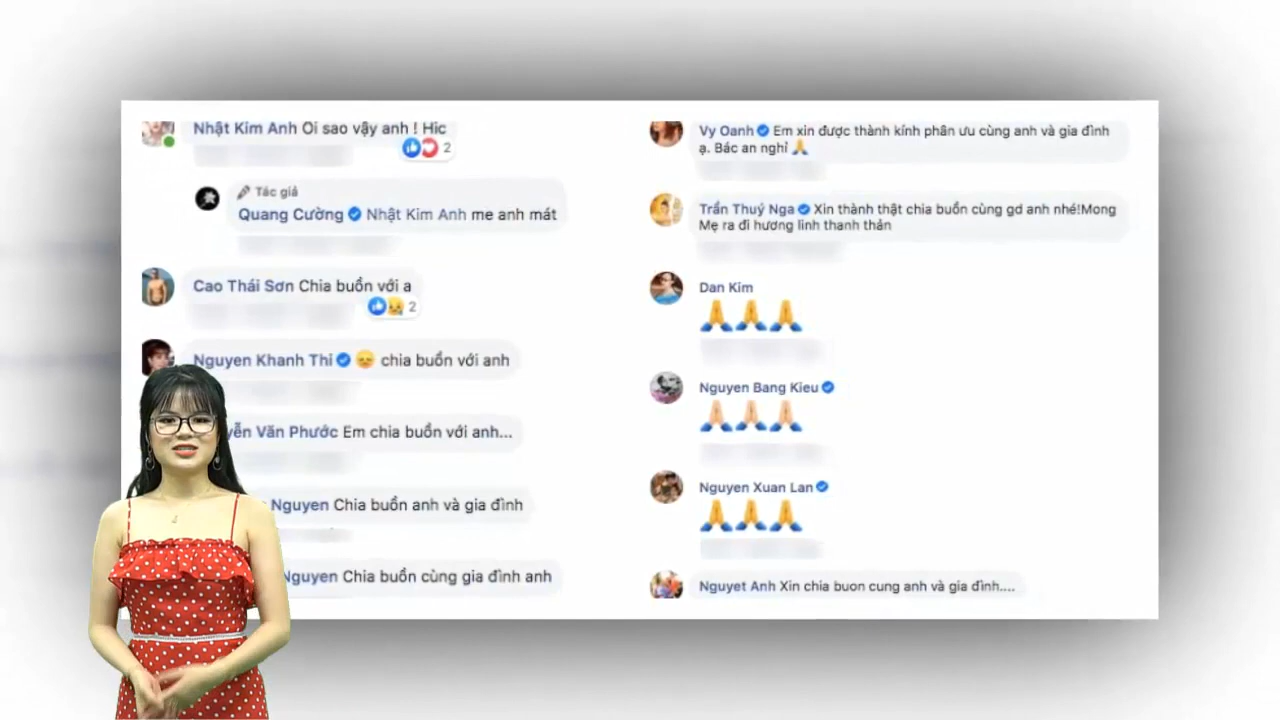 Nhật Kim Anh Ôi sao vậy anh ! Hic
2
Tác giả
Quang Cường Nhật Kim Anh mẹ anh mất
Cao Thái Sơn Chia buồn với a
2
Nguyen Khanh Thi 😞 chia buồn với anh
Văn Phước Em chia buồn với anh...
Nguyen Chia buồn anh và gia đình
Nguyen Chia buồn cùng gia đình anh
Vy Oanh Em xin được thành kính phân ưu cùng anh và gia đình
ạ. Bác an nghỉ 🙏
Trần Thuý Nga Xin thành thật chia buồn cùng gd anh nhé!Mong
Mẹ ra đi hương linh thanh thản
Dan Kim
🙏🙏🙏
Nguyen Bang Kieu
🙏🏻🙏🏻🙏🏻
Nguyen Xuan Lan
🙏🙏🙏
Nguyet Anh Xin chia buon cung anh và gia đình....